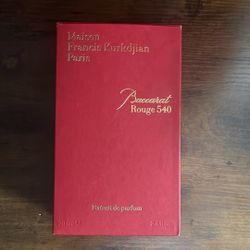 Maison
Francis Kurkdjian
Paris
Baccarat
Rouge 540
Extrait de parfum